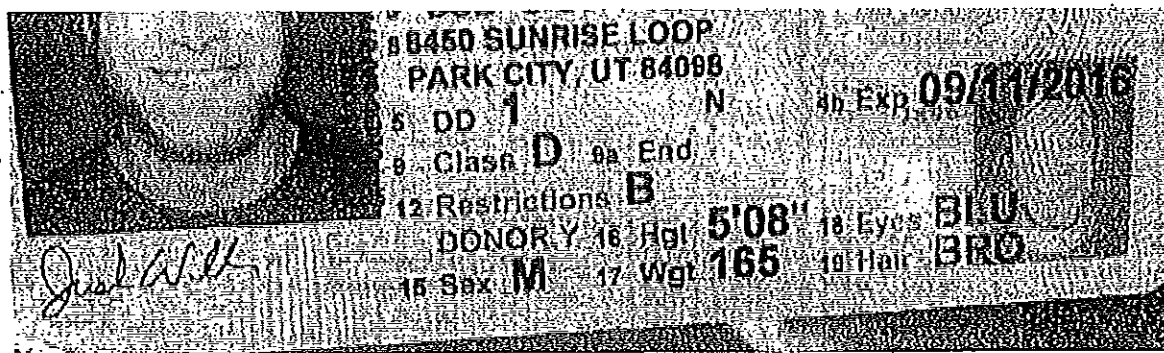 8 8450 SUNRISE LOOP
PARK CITY, UT 84098
5 DD 1 N 4b Exp 09/11/2016
9 Class D 9a End
12 Restrictions B
DONOR Y 16 Hgt 5'08" 18 Eyes BLU
15 Sex M 17 Wgt 165 19 Hair BRO